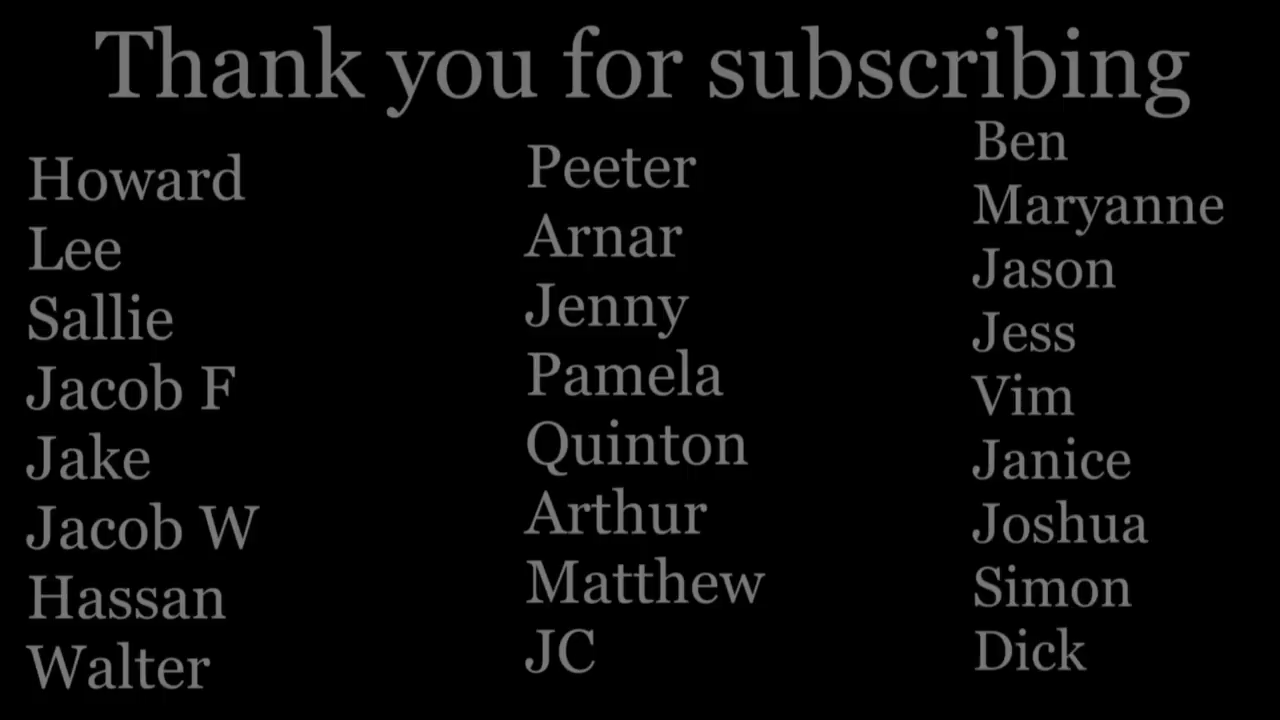 Thank you for subscribing
Howard
Lee
Sallie
Jacob F
Jake
Jacob W
Hassan
Walter
Peeter
Arnar
Jenny
Pamela
Quinton
Arthur
Matthew
JC
Ben
Maryanne
Jason
Jess
Vim
Janice
Joshua
Simon
Dick